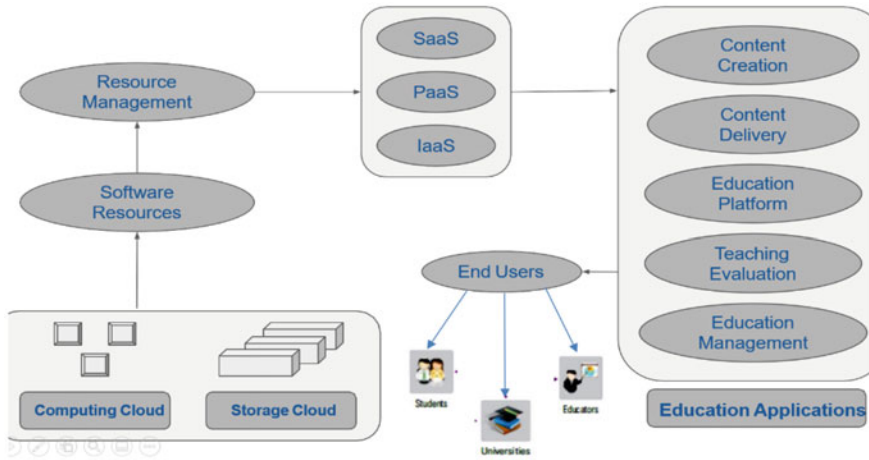 SaaS
PaaS
IaaS
Resource
Management
Software
Resources
Computing Cloud
Storage Cloud
Content
Creation
Content
Delivery
Education
Platform
Teaching
Evaluation
Education
Management
Education Applications
End Users
Students
Universities
Educators